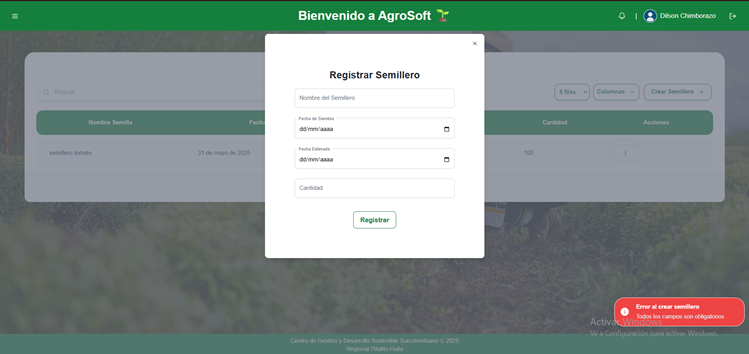 Bienvenido a AgroSoft
| Dilson Chimborazo
×
Registrar Semillero
Buscar...
5 filas
Columnas
Crear Semillero
Nombre del Semillero
Nombre Semilla
Fecha
Cantidad
Acciones
Fecha de Siembra
dd/mm/aaaa
Fecha Estimada
dd/mm/aaaa
semillero tomate
31 de mayo de 2025
100
Cantidad
Registrar
Error al crear semillero
Todos los campos son obligatorios
Activar Windows
Ve a Configuración para activar Windows.
Centro de Gestión y Desarrollo Sostenible Surcolombiano © 2025
Regional Pitalito-Huila